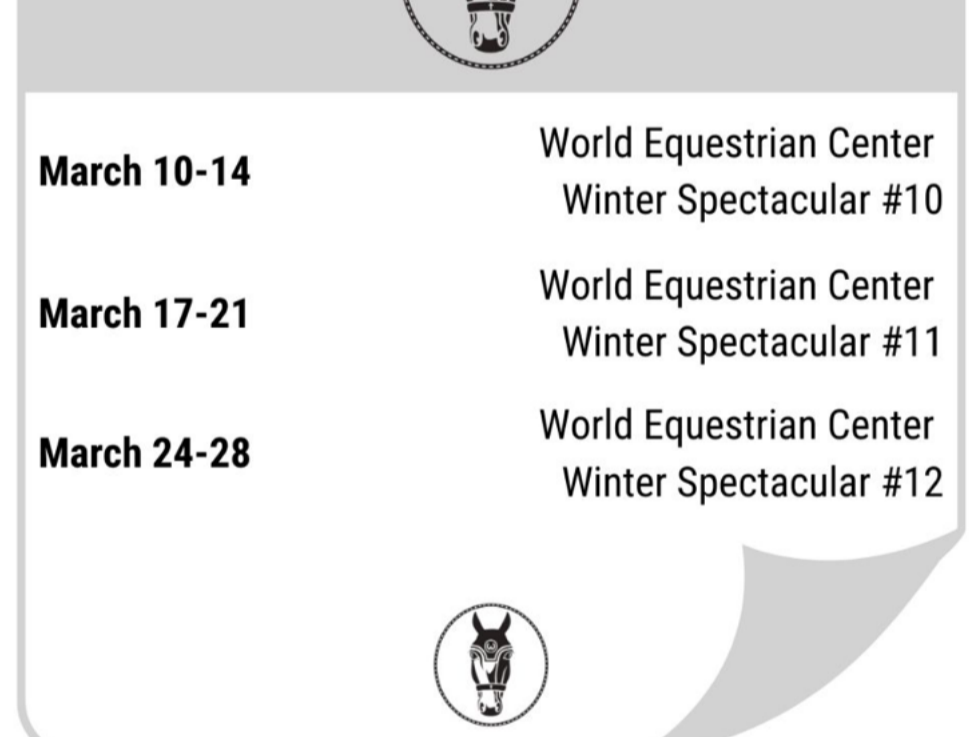 March 10-14
World Equestrian Center
Winter Spectacular #10
March 17-21
World Equestrian Center
Winter Spectacular #11
March 24-28
World Equestrian Center
Winter Spectacular #12